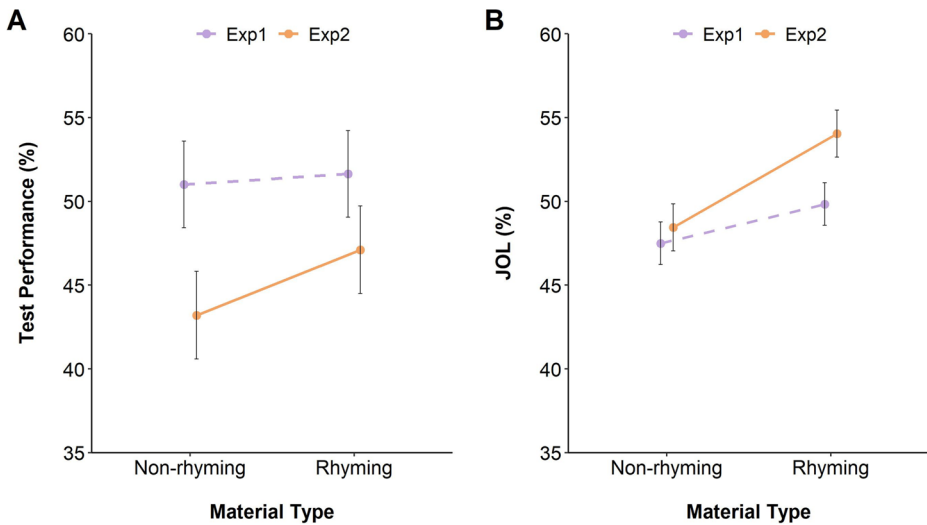 A
Exp1 Exp2
Test Performance (%)
60
55
50
45
40
35
Non-rhyming Rhyming
Material Type
B
Exp1 Exp2
JOL (%)
60
55
50
45
40
35
Non-rhyming Rhyming
Material Type